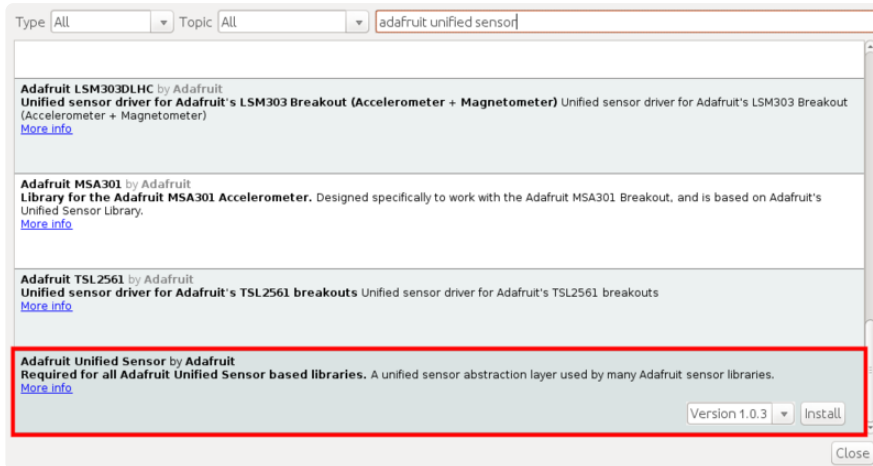 Type All Topic All adafruit unified sensor
Adafruit LSM303DLHC by Adafruit
Unified sensor driver for Adafruit's LSM303 Breakout (Accelerometer + Magnetometer) Unified sensor driver for Adafruit's LSM303 Breakout
(Accelerometer + Magnetometer)
More info
Adafruit MSA301 by Adafruit
Library for the Adafruit MSA301 Accelerometer. Designed specifically to work with the Adafruit MSA301 Breakout, and is based on Adafruit's
Unified Sensor Library.
More info
Adafruit TSL2561 by Adafruit
Unified sensor driver for Adafruit's TSL2561 breakouts Unified sensor driver for Adafruit's TSL2561 breakouts
More info
Adafruit Unified Sensor by Adafruit
Required for all Adafruit Unified Sensor based libraries. A unified sensor abstraction layer used by many Adafruit sensor libraries.
More info
Version 1.0.3 Install
Close